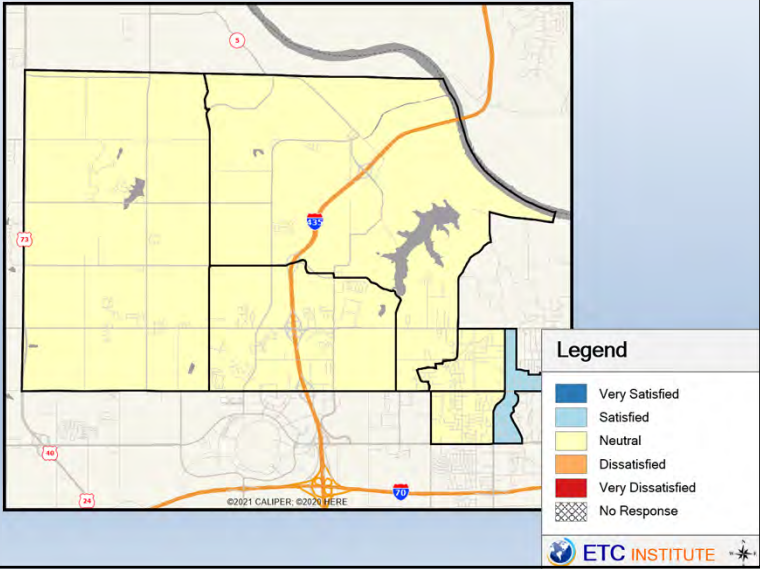 5
435
73
Legend
Very Satisfied
Satisfied
Neutral
Dissatisfied
Very Dissatisfied
No Response
40
24
70
©2021 CALIPER; ©2020 HERE
ETC INSTITUTE